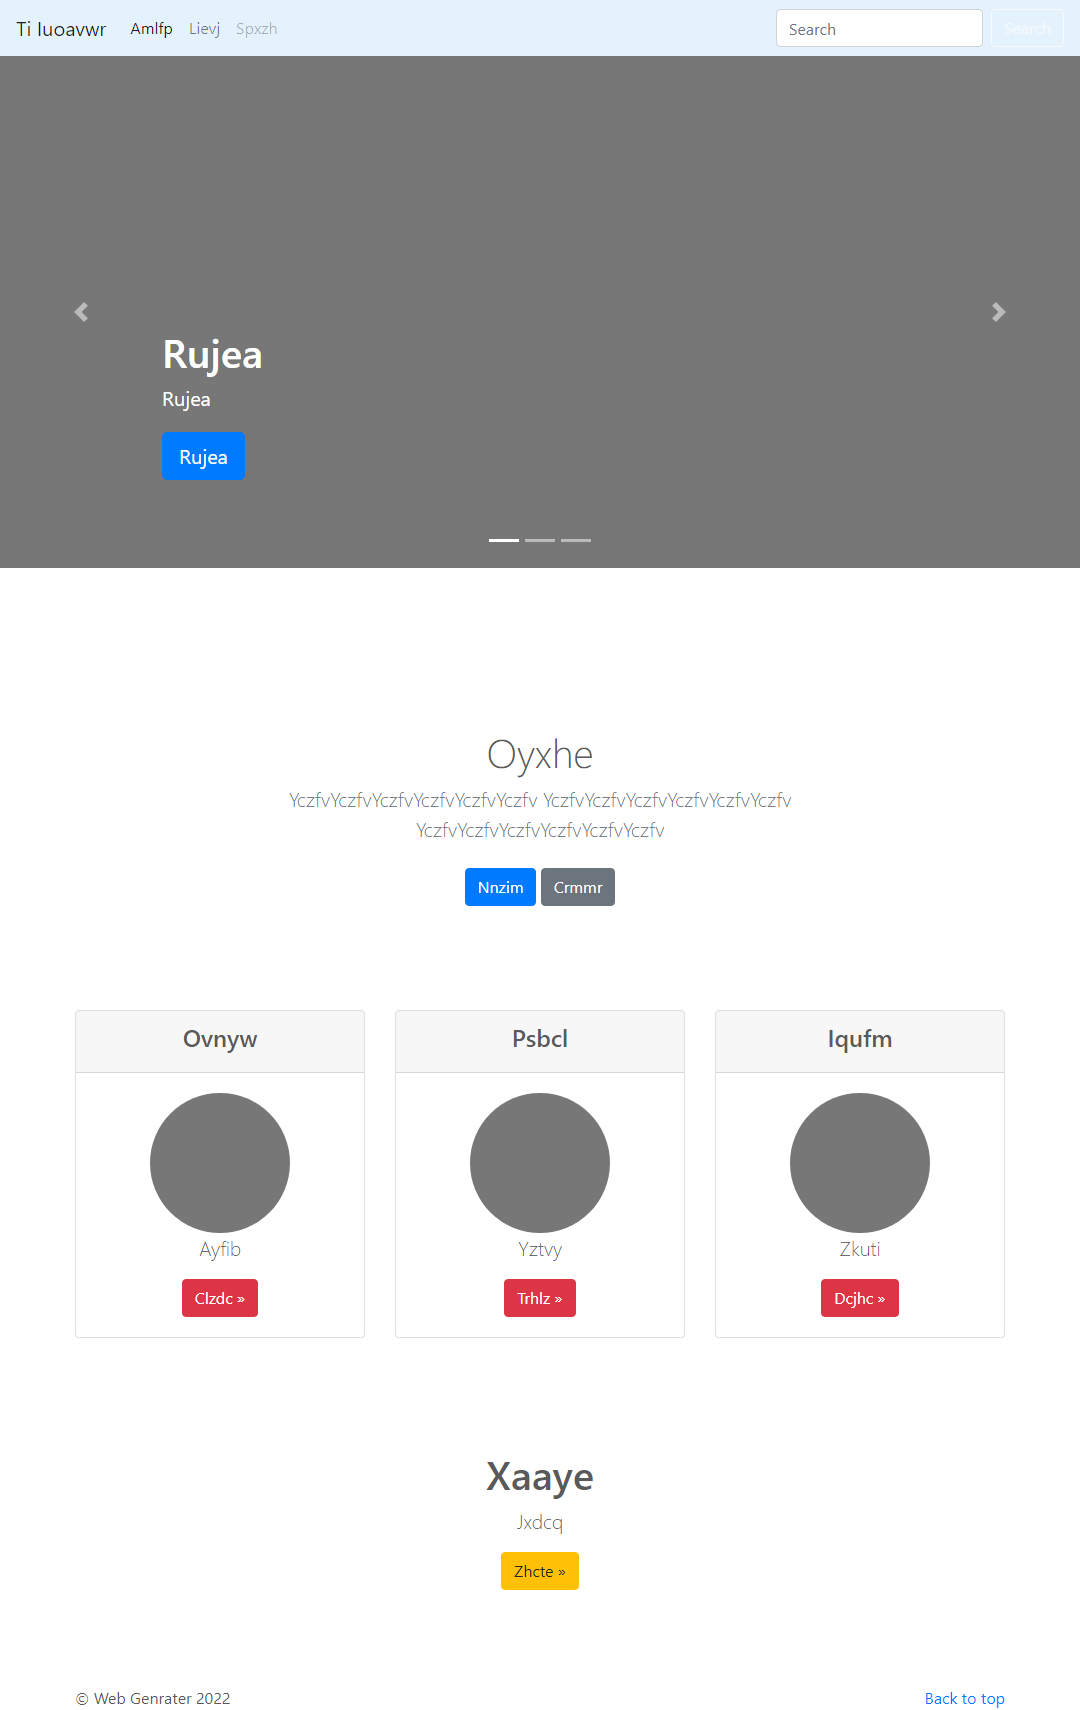 Ti Iuoavwr Amlfp Lievj Spxzh Search Search
Rujea
Rujea
Rujea
Oyxhe
YczfvYczfvYczfvYczfvYczfvYczfv YczfvYczfvYczfvYczfvYczfvYczfv
YczfvYczfvYczfvYczfvYczfvYczfv
Nnzim Crmmr
Ovnyw Psbcl Iqufm
Ayfib Yztvy Zkuti
Clzdc » Trhlz » Dcjhc »
Xaaye
Jxdcq
Zhcte »
© Web Genrater 2022 Back to top